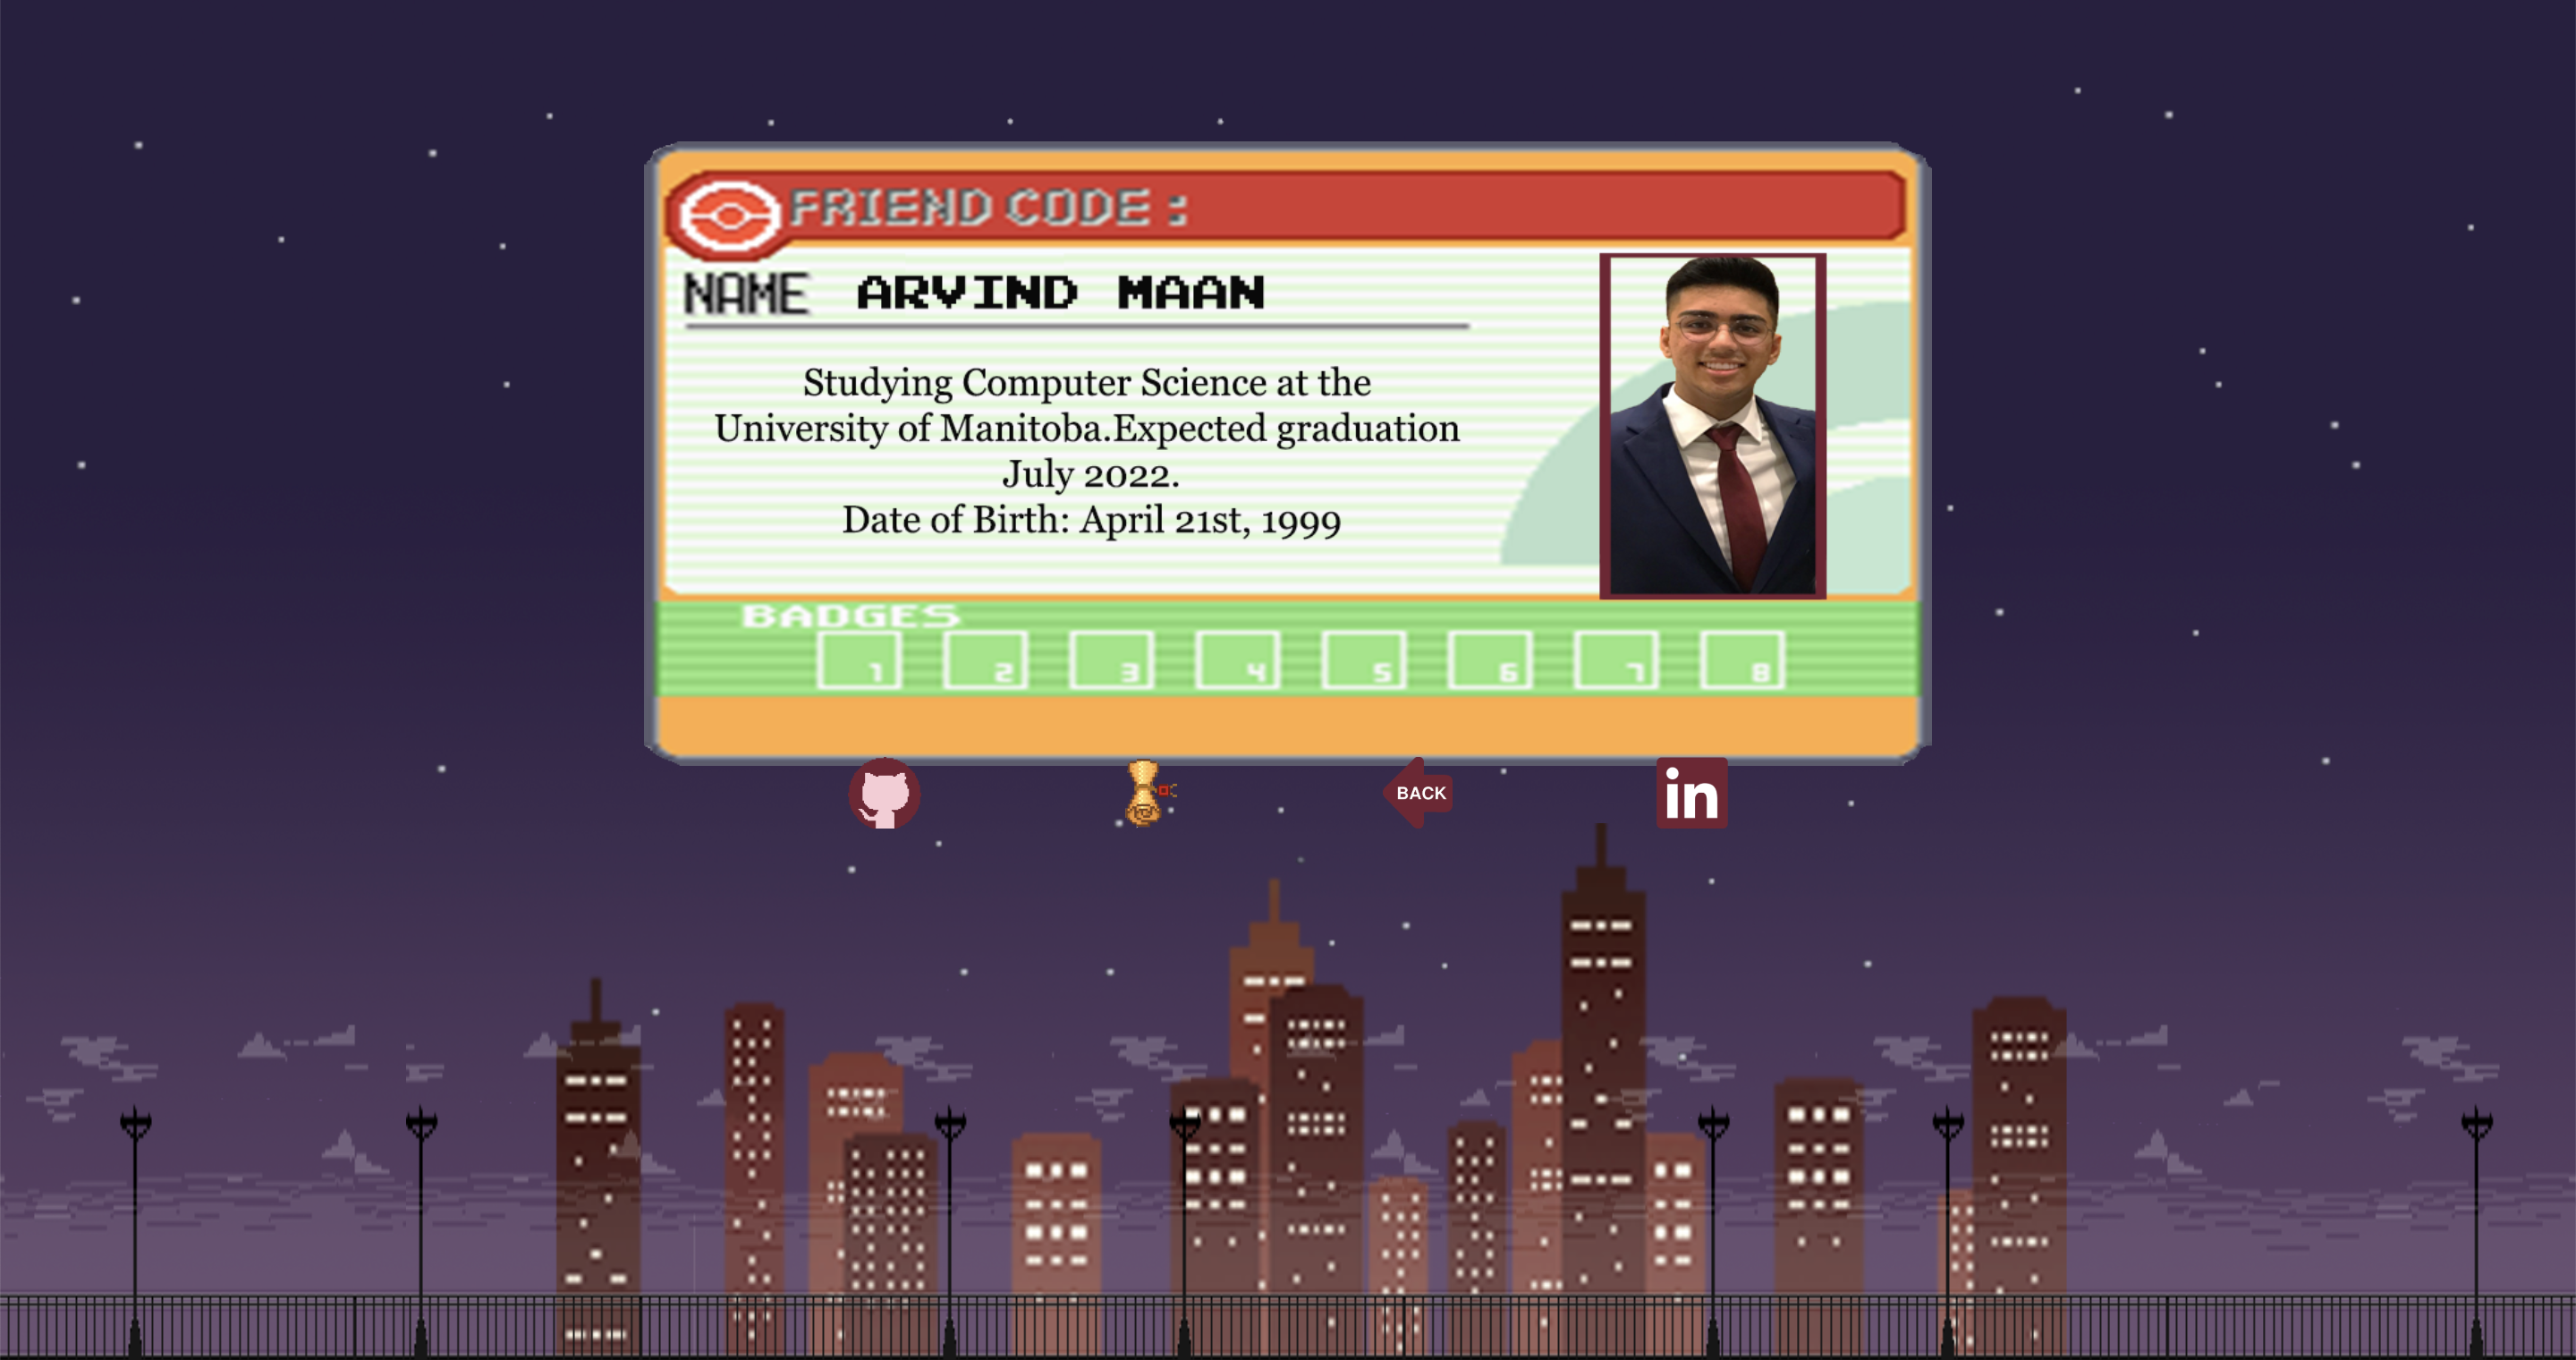 FRIEND CODE :
NAME ARVIND MAAN
Studying Computer Science at the
University of Manitoba.Expected graduation
July 2022.
Date of Birth: April 21st, 1999
BADGES
1 2 3 4 5 6 7 8
BACK in